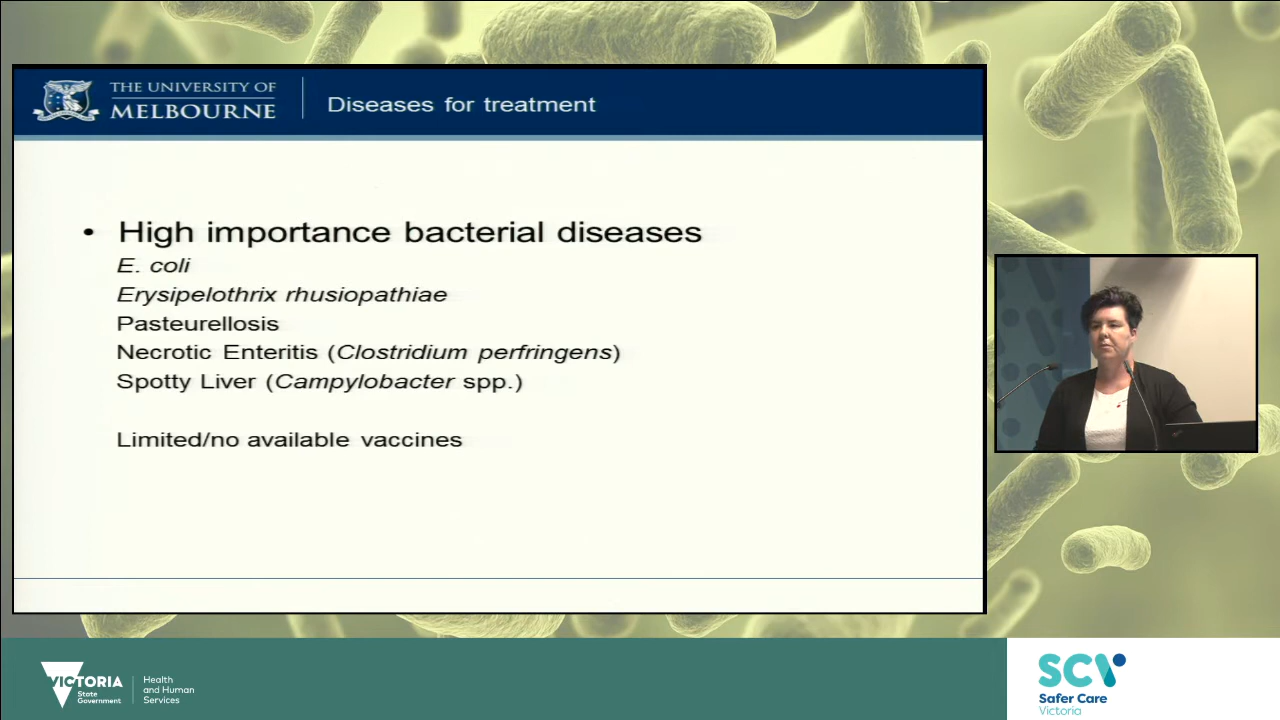 THE UNIVERSITY OF
MELBOURNE
Diseases for treatment
• High importance bacterial diseases
E. coli
Erysipelothrix rhusiopathiae
Pasteurellosis
Necrotic Enteritis (Clostridium perfringens)
Spotty Liver (Campylobacter spp.)
Limited/no available vaccines
VICTORIA
State
Government
Health
and Human
Services
SCV
Safer Care
Victoria